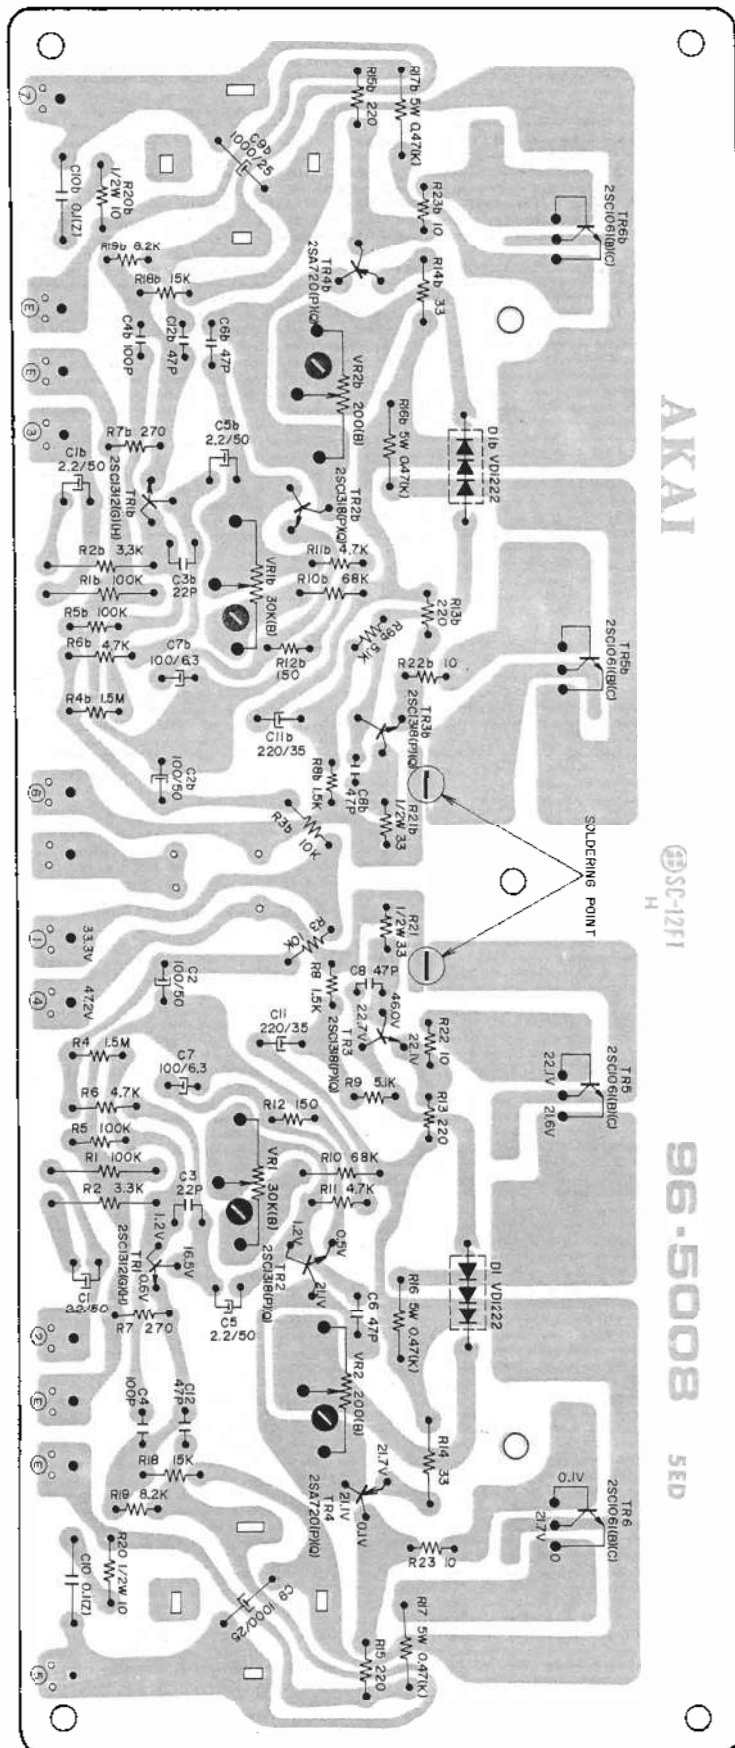 7
R15b 220
R17b 5W 0.47(K)
C9b
1000/25
C10b 0.1(Z)
R20b
1/2W 10
R23b 10
TR6b
2SC1061(B)(C)
R19b 8.2K
R18b 15K
TR4b
2SA720(P)(Q)
R14b 33
E
C4b 100P
C12b 47P
C6b 47P
VR2b
200(B)
E
R16b 5W 0.47(K)
D1b VD1222
AKAI
3
R7b 270
C5b
2.2/50
C1b
2.2/50
TR1b
2SC1312(G)(H)
TR2b
2SC1318(P)(Q)
R2b 3.3K
R1b 100K
C3b
22P
VR1b
30K(B)
R11b 4.7K
R10b 68K
R5b 100K
R6b 4.7K
C7b
100/6.3
R12b
150
R9b 5.1K
R13b
220
TR5b
2SC1061(B)(C)
R22b 10
R4b 1.5M
C11b
220/35
TR3b
2SC1318(P)(Q)
C2b
100/50
R8b 1.5K
C8b
47P
R3b
10K
R21b
1/2W 33
6
SOLDERING POINT
SC-12FT
H
1
33.3V
R3
10K
R21
1/2W 33
4
47.2V
C2
100/50
R8
1.5K
C8 47P
C11
220/35
TR3
2SC1318(P)(Q)
22.7V
46.0V
22.1V
R22
10
R4 1.5M
C7
100/6.3
R6 4.7K
R9 5.1K
R13 220
TR5
2SC1061(B)(C)
22.1V
21.6V
R5
100K
R12 150
R1 100K
R2 3.3K
C3
22P
VR1
30K(B)
R10 68K
R11 4.7K
96-5008
5ED
1.2V
16.5V
0.6V
TR1
2SC1312(G)(H)
TR2
2SC1318(P)(Q)
1.2V
0.5V
21.1V
C1
2.2/50
C5
2.2/50
C6
47P
R16 5W 0.47(K)
D1 VD1222
R7 270
2
VR2
200(B)
E
C4
100P
C12
47P
E
R18 15K
R19 8.2K
R14 33
21.7V
21.1V
0.1V
TR4
2SA720(P)(Q)
TR6
2SC1061(B)(C)
0.1V
21.7V
0
C10 0.1(Z)
R20 1/2W 10
R23 10
C9
1000/25
5
R15 220
R17 5W 0.47(K)